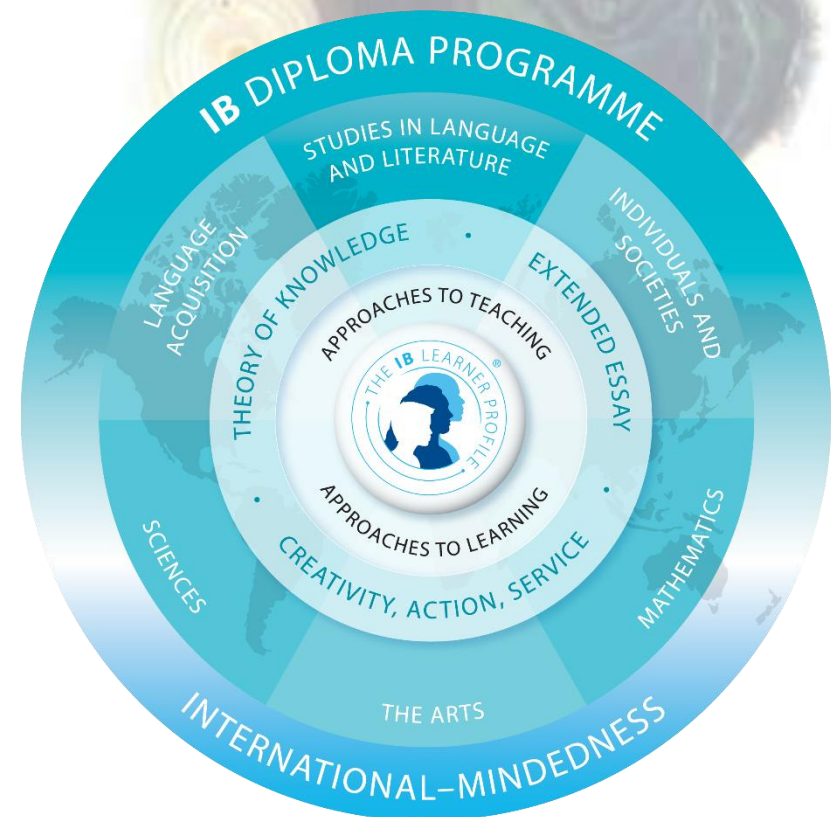 IB DIPLOMA PROGRAMME
STUDIES IN LANGUAGE
AND LITERATURE
LANGUAGE
ACQUISITION
INDIVIDUALS AND
SOCIETIES
THEORY OF KNOWLEDGE •
EXTENDED ESSAY •
APPROACHES TO TEACHING
• THE IB LEARNER PROFILE •
®
APPROACHES TO LEARNING
• CREATIVITY, ACTION, SERVICE
SCIENCES
MATHEMATICS
THE ARTS
INTERNATIONAL–MINDEDNESS